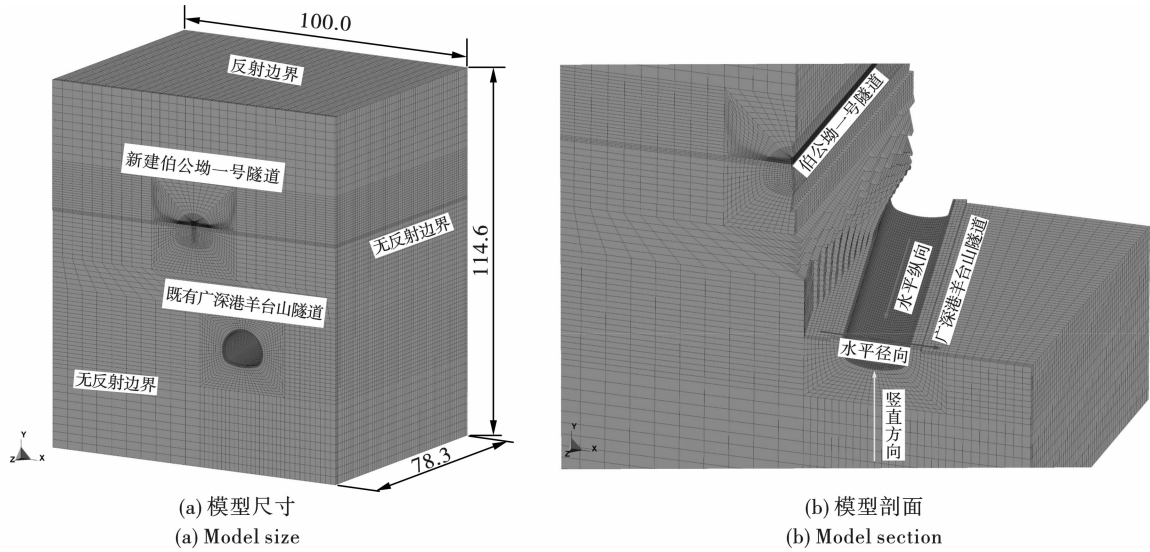 100.0
反射边界
新建伯公坳一号隧道
无反射边界
114.6
既有广深港羊台山隧道
无反射边界
78.3
Y
Z X
(a) 模型尺寸
(a) Model size
伯公坳一号隧道
水平纵向
广深港羊台山隧道
水平径向
竖直方向
Y
Z X
(b) 模型剖面
(b) Model section